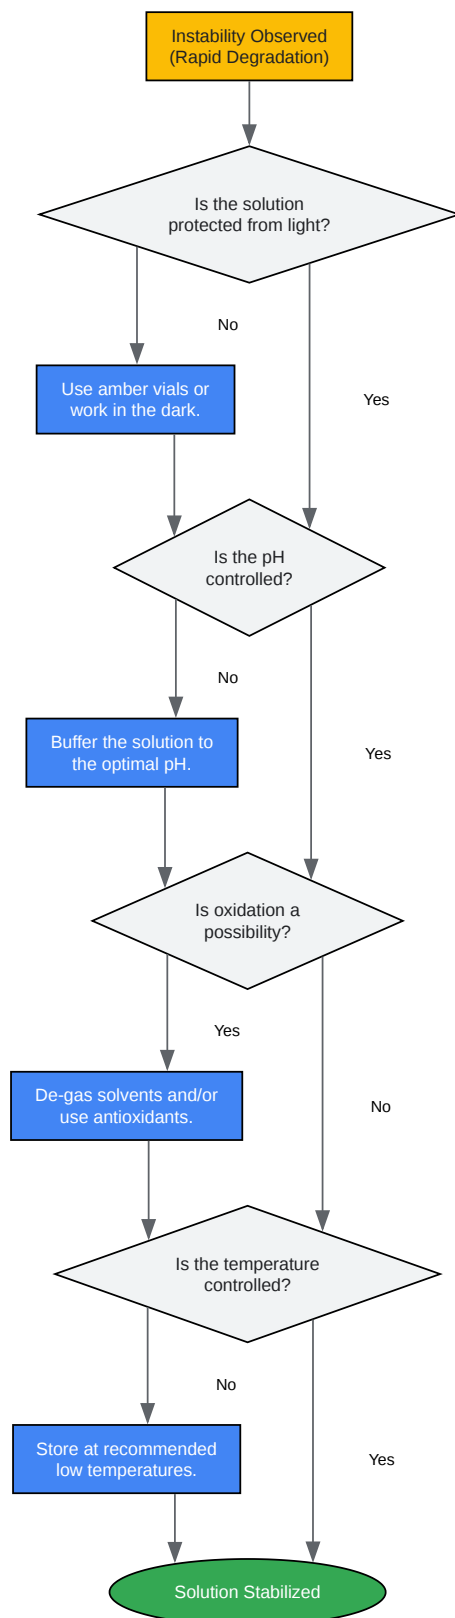 Instability Observed
(Rapid Degradation)
Is the solution
protected from light?
No
Use amber vials or
work in the dark.
Yes
Is the pH
controlled?
No
Buffer the solution to
the optimal pH.
Yes
Is oxidation a
possibility?
Yes
De-gas solvents and/or
use antioxidants.
No
Is the temperature
controlled?
No
Store at recommended
low temperatures.
Yes
Solution Stabilized